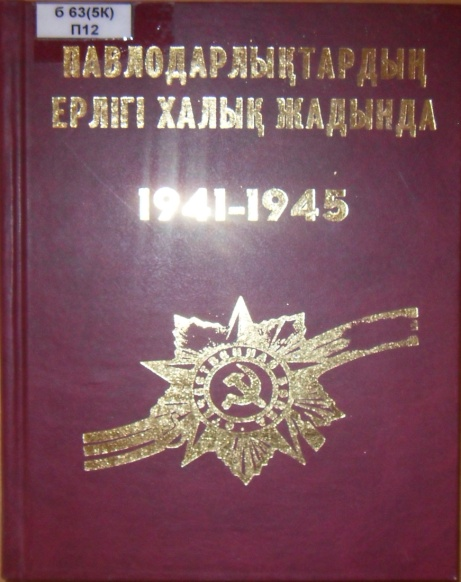 б 63(5К)
П12
ПАВЛОДАРЛЫҚТАРДЫҢ
ЕРЛІГІ ХАЛЫҚ ЖАДЫНДА
1941-1945